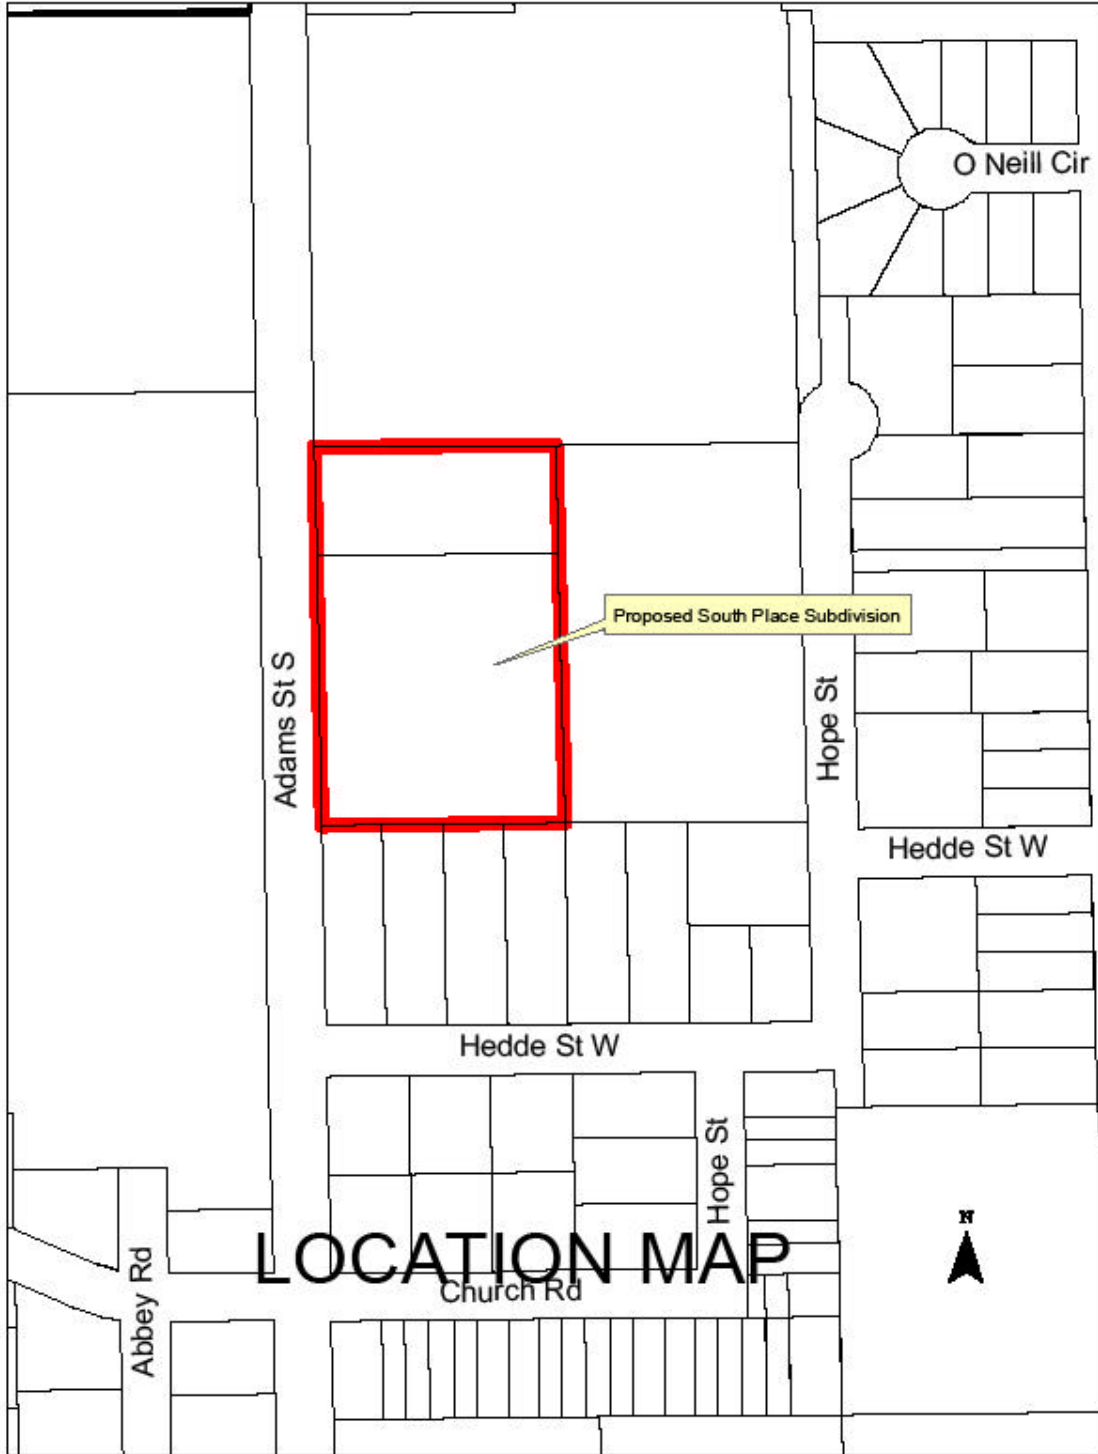 O Neill Cir
Proposed South Place Subdivision
Adams St S
Hope St
Hedde St W
Hedde St W
Hope St
N
LOCATION MAP
Church Rd
Abbey Rd